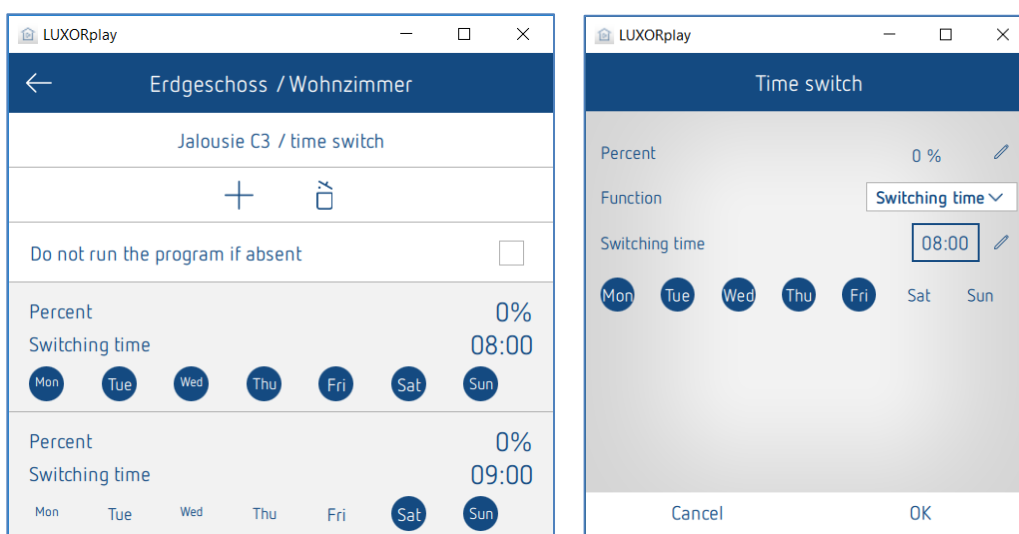 LUXORplay
Erdgeschoss / Wohnzimmer
Jalousie C3 / time switch
Do not run the program if absent
Percent 0%
Switching time 08:00
Mon Tue Wed Thu Fri Sat Sun
Percent 0%
Switching time 09:00
Mon Tue Wed Thu Fri Sat Sun
LUXORplay
Time switch
Percent 0 %
Function Switching time
Switching time 08:00
Mon Tue Wed Thu Fri Sat Sun
Cancel OK